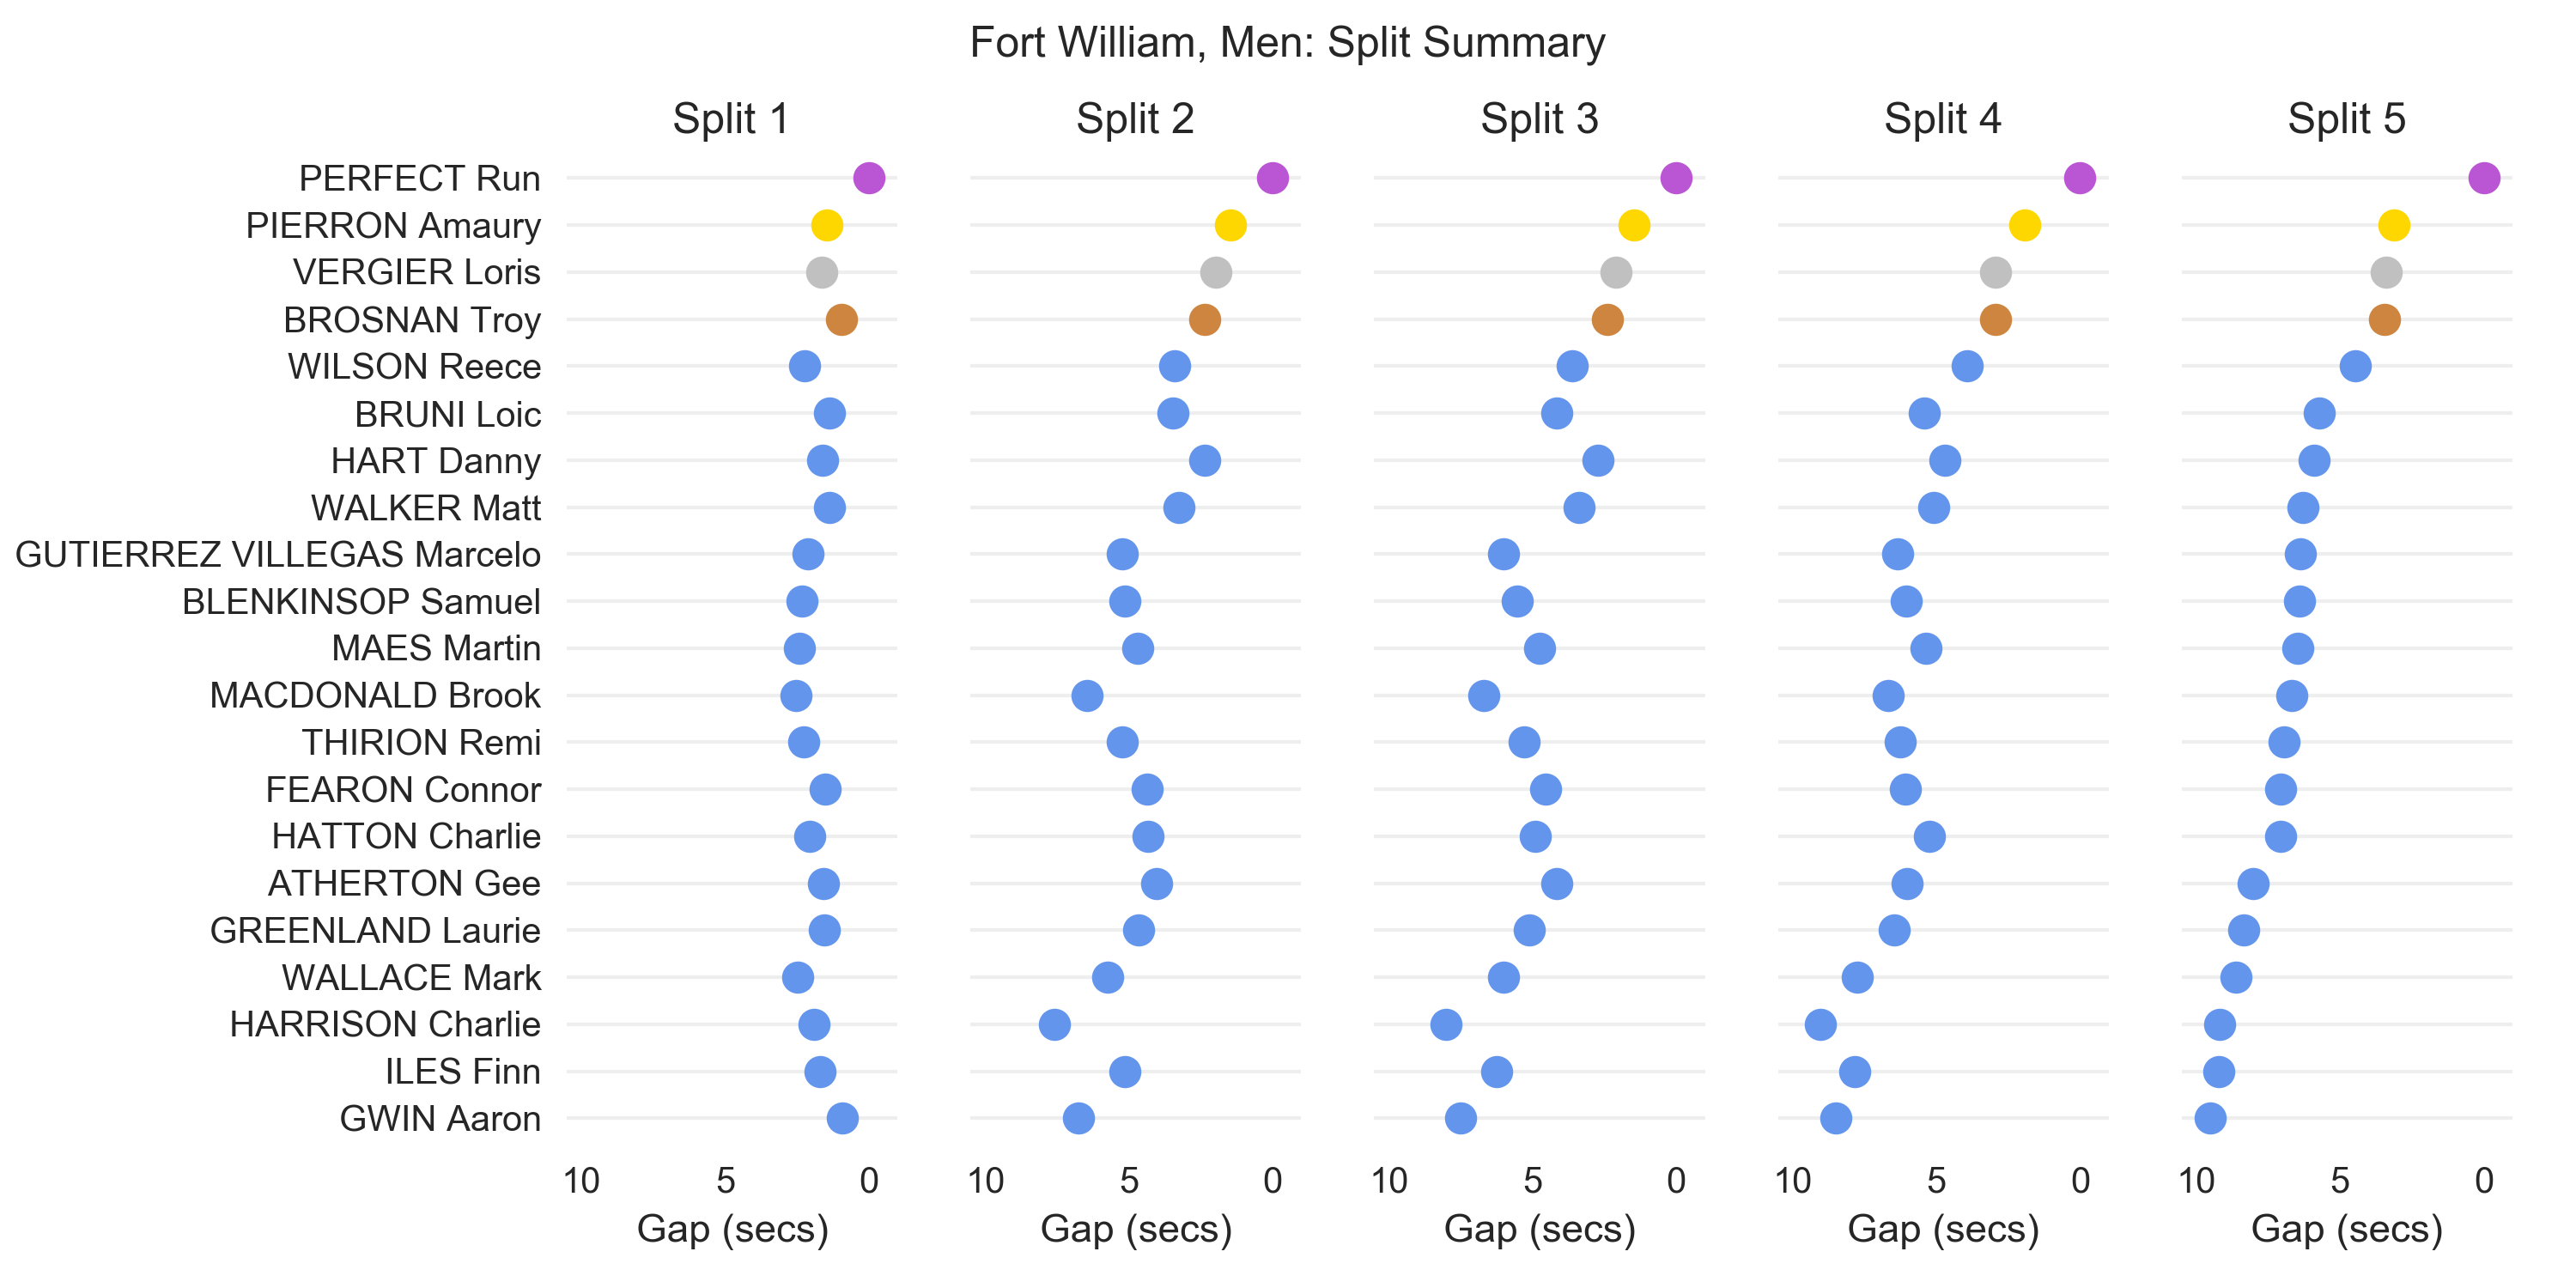 Fort William, Men: Split Summary
Split 1 Split 2 Split 3 Split 4 Split 5
PERFECT Run
PIERRON Amaury
VERGIER Loris
BROSNAN Troy
WILSON Reece
BRUNI Loic
HART Danny
WALKER Matt
GUTIERREZ VILLEGAS Marcelo
BLENKINSOP Samuel
MAES Martin
MACDONALD Brook
THIRION Remi
FEARON Connor
HATTON Charlie
ATHERTON Gee
GREENLAND Laurie
WALLACE Mark
HARRISON Charlie
ILES Finn
GWIN Aaron
10 5 0 10 5 0 10 5 0 10 5 0 10 5 0
Gap (secs) Gap (secs) Gap (secs) Gap (secs) Gap (secs)